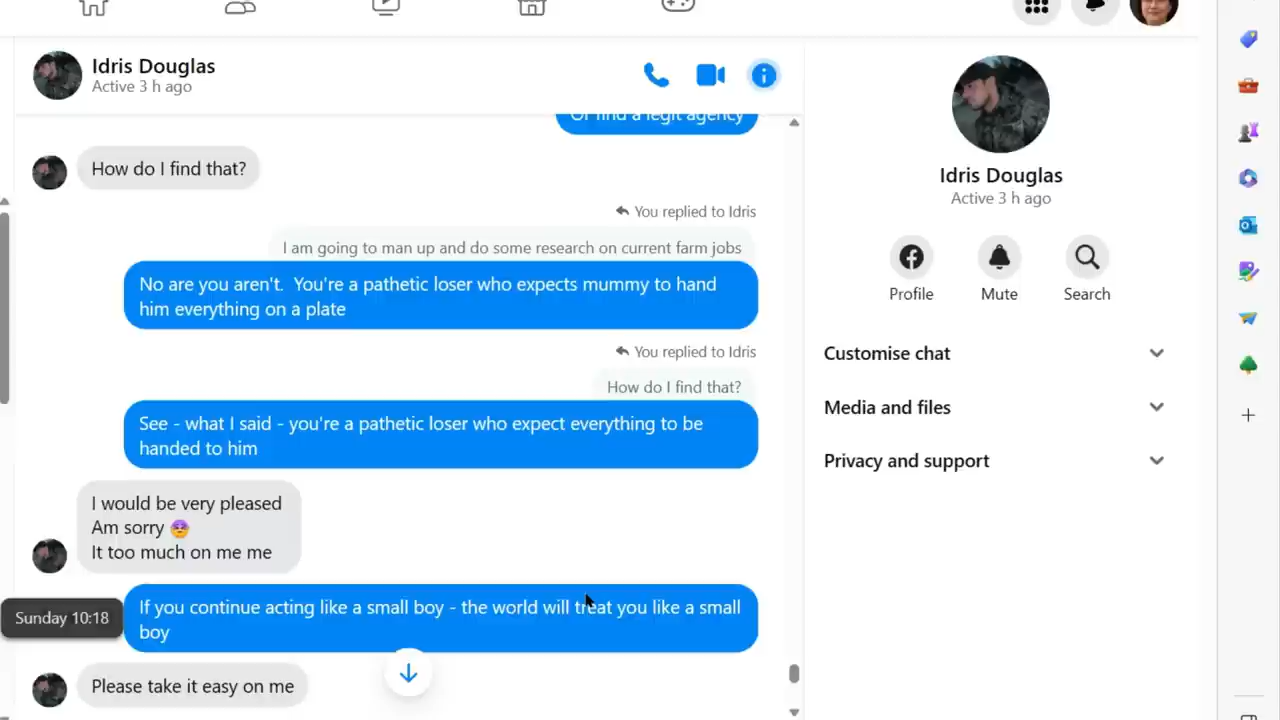 Idris Douglas
Active 3 h ago
Or find a legit agency
How do I find that?
You replied to Idris
I am going to man up and do some research on current farm jobs
No are you aren't. You're a pathetic loser who expects mummy to hand
him everything on a plate
You replied to Idris
How do I find that?
See - what I said - you're a pathetic loser who expect everything to be
handed to him
I would be very pleased
Am sorry
It too much on me me
Sunday 10:18
If you continue acting like a small boy - the world will treat you like a small
boy
Please take it easy on me
Idris Douglas
Active 3 h ago
Profile
Mute
Search
Customise chat
Media and files
Privacy and support